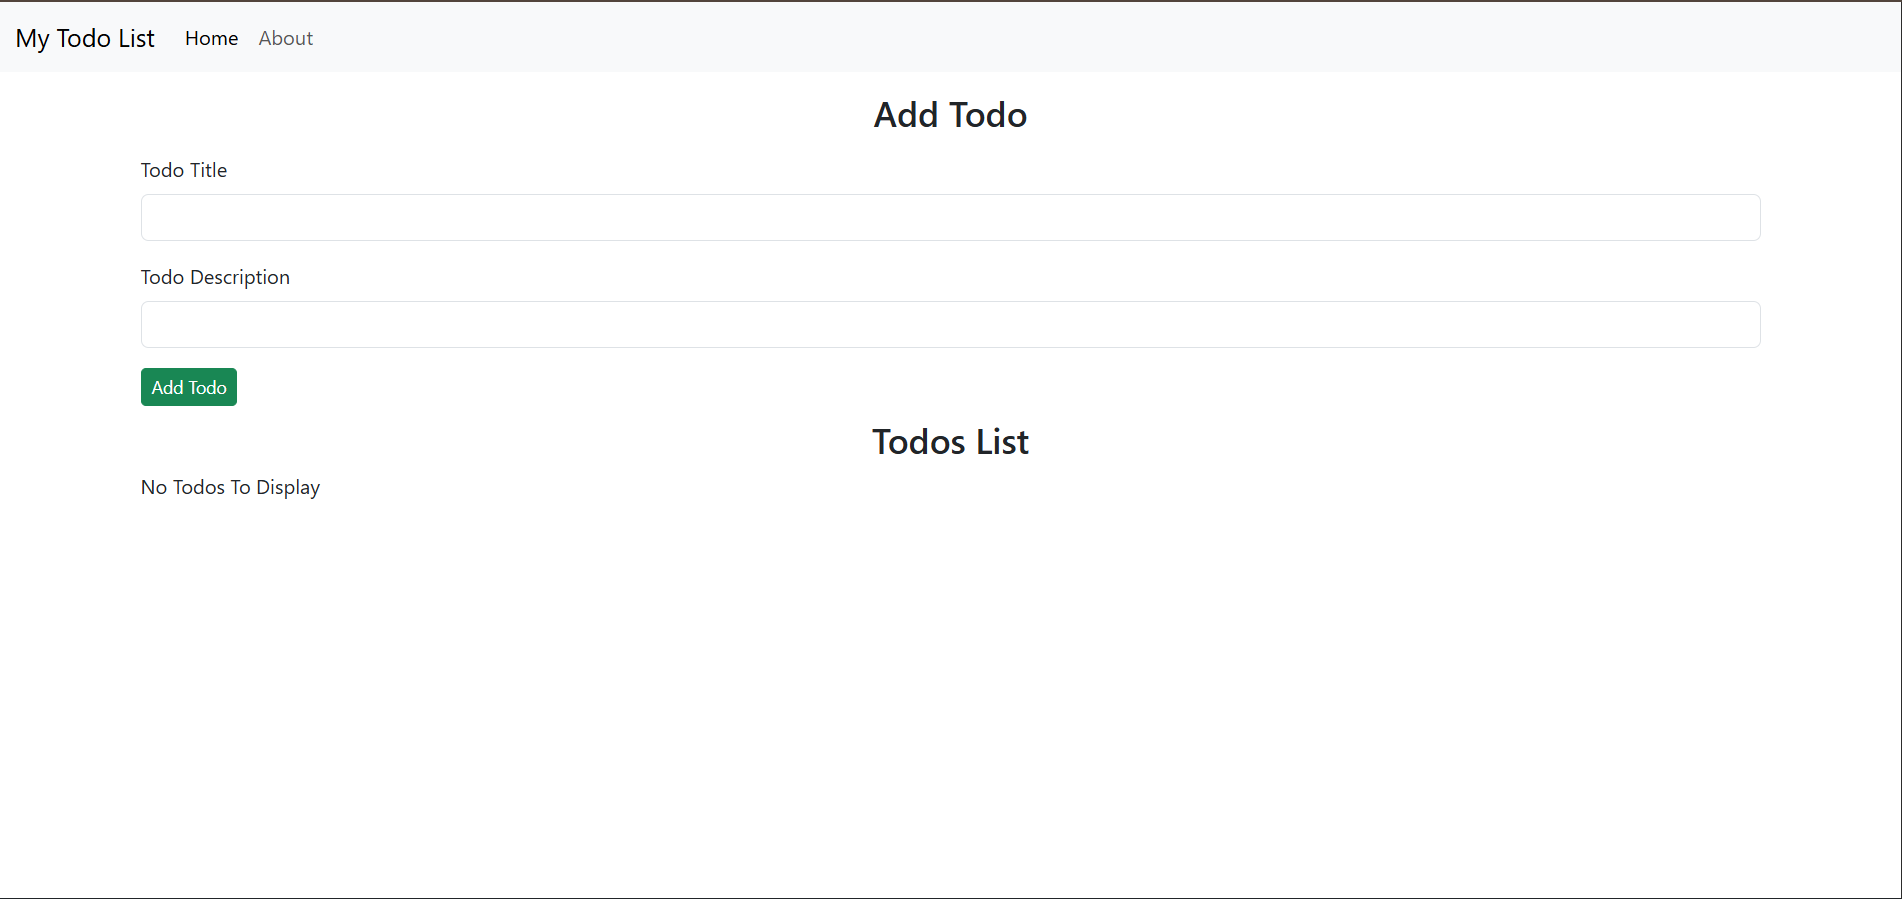 My Todo List Home About
Add Todo
Todo Title
Todo Description
Add Todo
Todos List
No Todos To Display